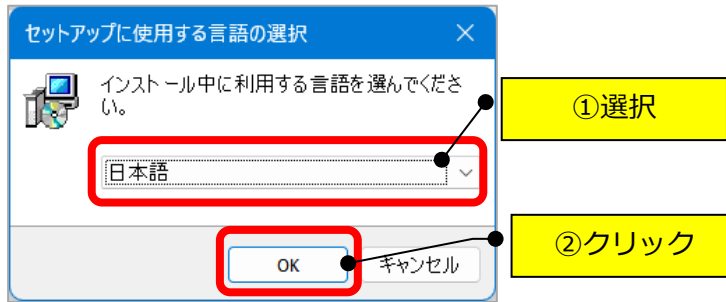 セットアップに使用する言語の選択
インストール中に利用する言語を選んでくださ
い。
①選択
日本語
②クリック
OK
キャンセル